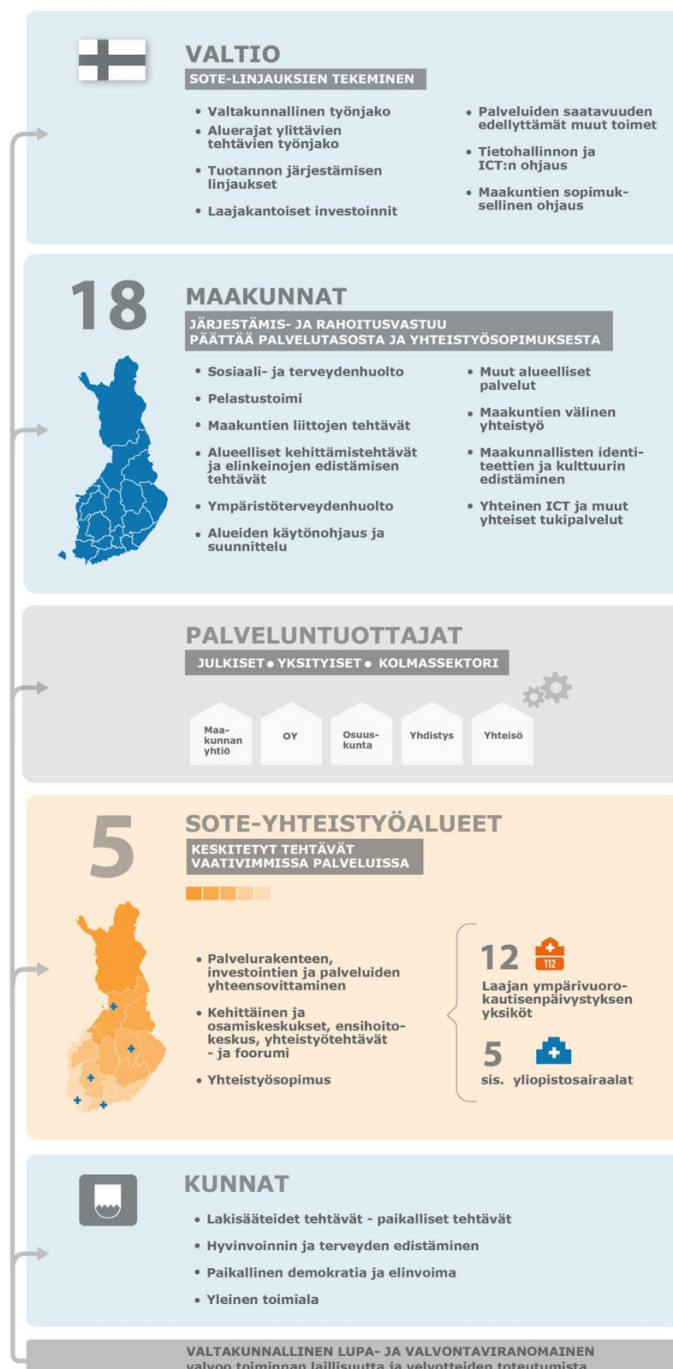 VALTIO
SOTE-LINJAUKSIEN TEKEMINEN
• Valtakunnallinen työnjako
• Aluerajat ylittävien
tehtävien työnjako
• Tuotannon järjestämisen
linjaukset
• Laajakantoiset investoinnit
• Palveluiden saatavuuden
edellyttämät muut toimet
• Tietohallinnon ja
ICT:n ohjaus
• Maakuntien sopimuk-
sellinen ohjaus
18
MAAKUNNAT
JÄRJESTÄMIS- JA RAHOITUSVASTUU
PÄÄTTÄÄ PALVELUTASOSTA JA YHTEISTYÖSOPIMUKSESTA
• Sosiaali- ja terveydenhuolto
• Pelastustoimi
• Maakuntien liittojen tehtävät
• Alueelliset kehittämistehtävät
ja elinkeinojen edistämisen
tehtävät
• Ympäristöterveydenhuolto
• Alueiden käytönohjaus ja
suunnittelu
• Muut alueelliset
palvelut
• Maakuntien välinen
yhteistyö
• Maakunnallisten identi-
teettien ja kulttuurin
edistäminen
• Yhteinen ICT ja muut
yhteiset tukipalvelut
PALVELUNTUOTTAJAT
JULKISET • YKSITYISET • KOLMASSEKTORI
Maa-
kunnan
yhtiö
OY
Osuus-
kunta
Yhdistys
Yhteisö
5
SOTE-YHTEISTYÖALUEET
KESKITETYT TEHTÄVÄT
VAATIVIMMISSA PALVELUISSA
• Palvelurakenteen,
investointien ja palveluiden
yhteensovittaminen
• Kehittäinen ja
osamiskeskukset, ensihoito-
keskus, yhteistyötehtävät
- ja foorumi
• Yhteistyösopimus
12
112
Laajan ympärivuoro-
kautisenpäivystyksen
yksiköt
5
sis. yliopistosairaalat
KUNNAT
• Lakisääteidet tehtävät - paikalliset tehtävät
• Hyvinvoinnin ja terveyden edistäminen
• Paikallinen demokratia ja elinvoima
• Yleinen toimiala
VALTAKUNNALLINEN LUPA- JA VALVONTAVIRANOMAINEN
valvoo toiminnan laillisuutta ja velvotteiden toteutumista